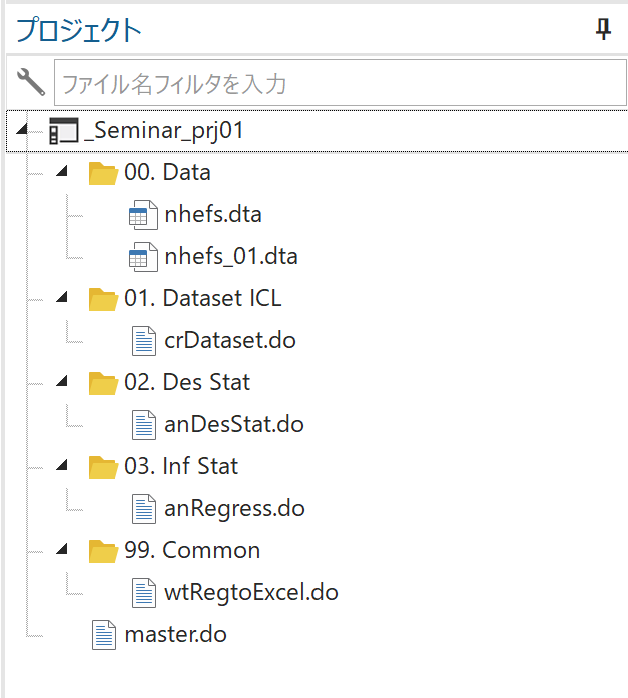 プロジェクト
ファイル名フィルタを入力
_Seminar_prj01
00. Data
nhefs.dta
nhefs_01.dta
01. Dataset ICL
crDataset.do
02. Des Stat
anDesStat.do
03. Inf Stat
anRegress.do
99. Common
wtRegtoExcel.do
master.do